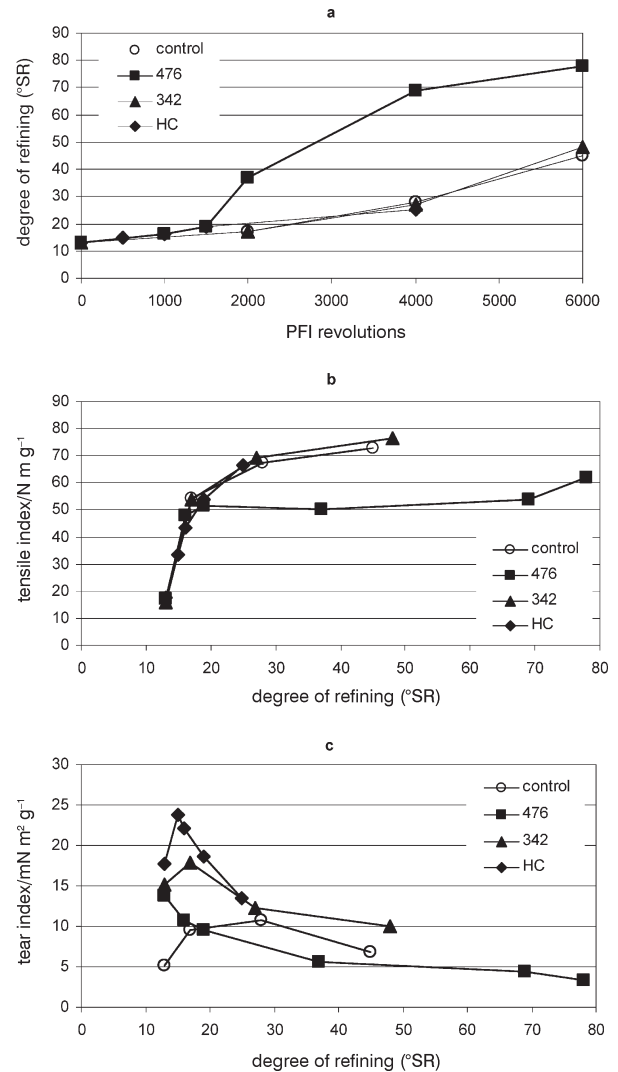 a
degree of refining (°SR)
90
80
70
60
50
40
30
20
10
0
control
476
342
HC
0 1000 2000 3000 4000 5000 6000
PFI revolutions
b
tensile index/N m g⁻¹
90
80
70
60
50
40
30
20
10
0
control
476
342
HC
0 10 20 30 40 50 60 70 80
degree of refining (°SR)
c
tear index/mN m² g⁻¹
30
25
20
15
10
5
0
control
476
342
HC
0 10 20 30 40 50 60 70 80
degree of refining (°SR)